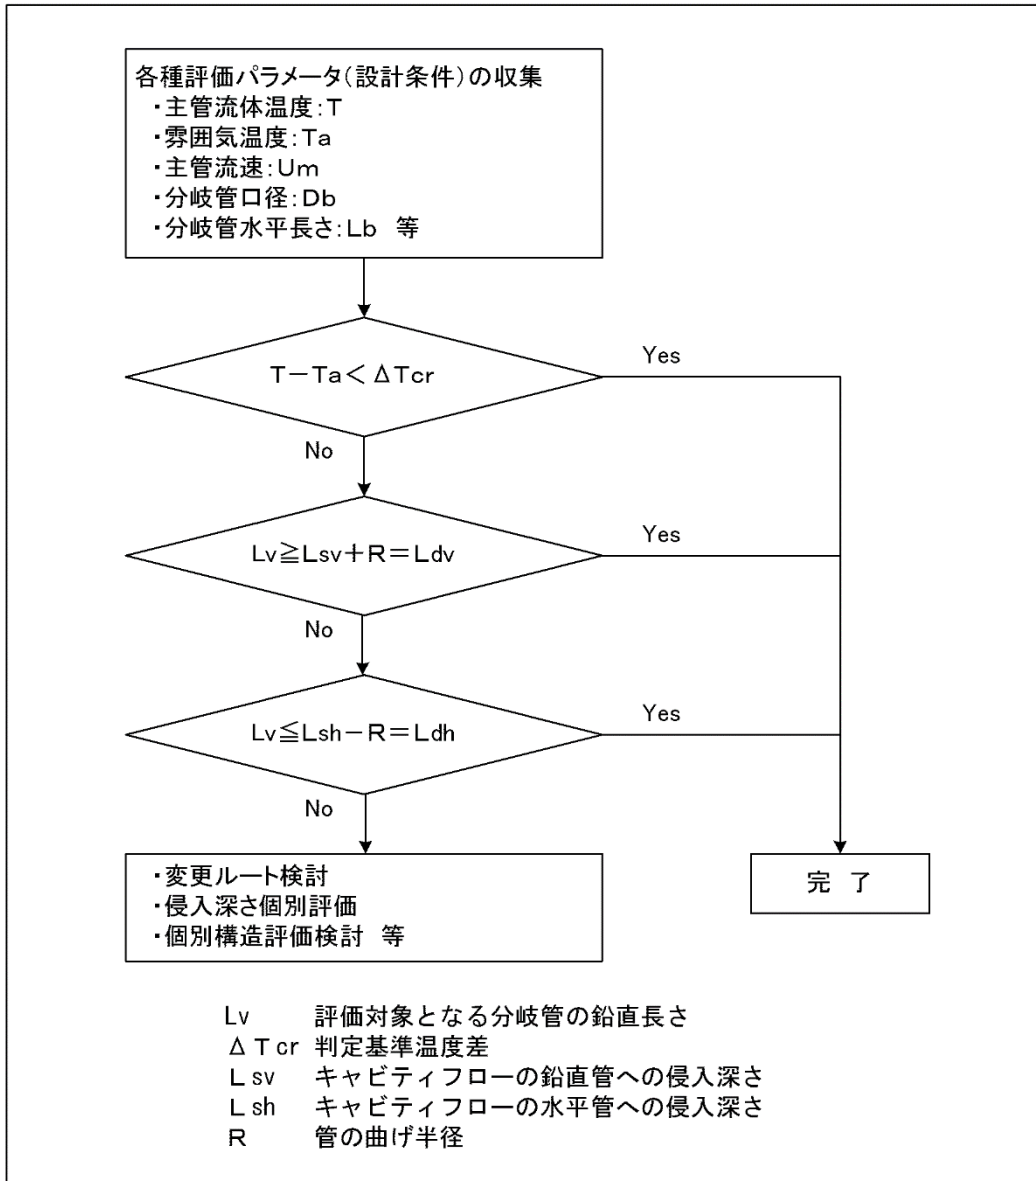 各種評価パラメータ(設計条件)の収集
・主管流体温度:T
・雰囲気温度:Ta
・主管流速:Um
・分岐管口径:Db
・分岐管水平長さ:Lb 等
T−Ta<ΔTcr
Yes
No
Lv≧Lsv+R=Ldv
Yes
No
Lv≦Lsh−R=Ldh
Yes
No
・変更ルート検討
・侵入深さ個別評価
・個別構造評価検討 等
完 了
Lv 評価対象となる分岐管の鉛直長さ
ΔTcr 判定基準温度差
Lsv キャビティフローの鉛直管への侵入深さ
Lsh キャビティフローの水平管への侵入深さ
R 管の曲げ半径